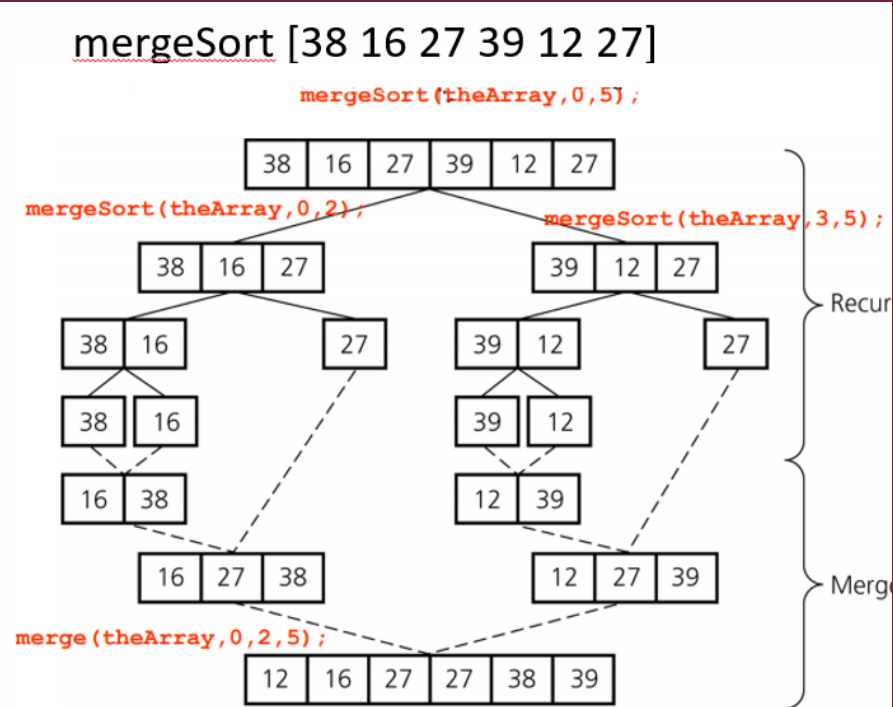 mergeSort [38 16 27 39 12 27]
mergeSort(theArray,0,5);
38 16 27 39 12 27
mergeSort(theArray,0,2);
mergeSort(theArray,3,5);
38 16 27
39 12 27
Recur
38 16
27
39 12
27
38
16
39
12
16 38
12 39
16 27 38
12 27 39
Merge
merge(theArray,0,2,5);
12 16 27 27 38 39